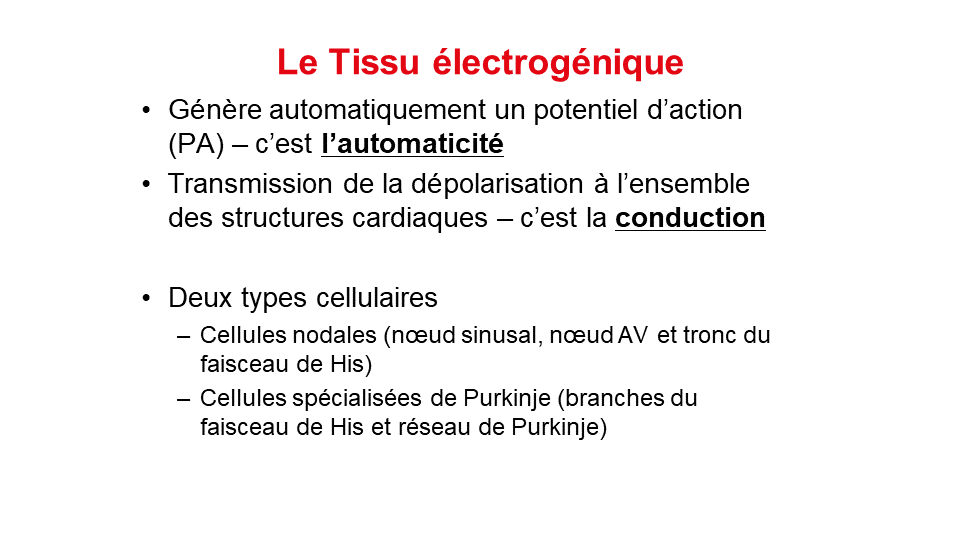 Le Tissu électrogénique
• Génère automatiquement un potentiel d’action
(PA) – c’est l’automaticité
• Transmission de la dépolarisation à l’ensemble
des structures cardiaques – c’est la conduction
• Deux types cellulaires
– Cellules nodales (nœud sinusal, nœud AV et tronc du
faisceau de His)
– Cellules spécialisées de Purkinje (branches du
faisceau de His et réseau de Purkinje)